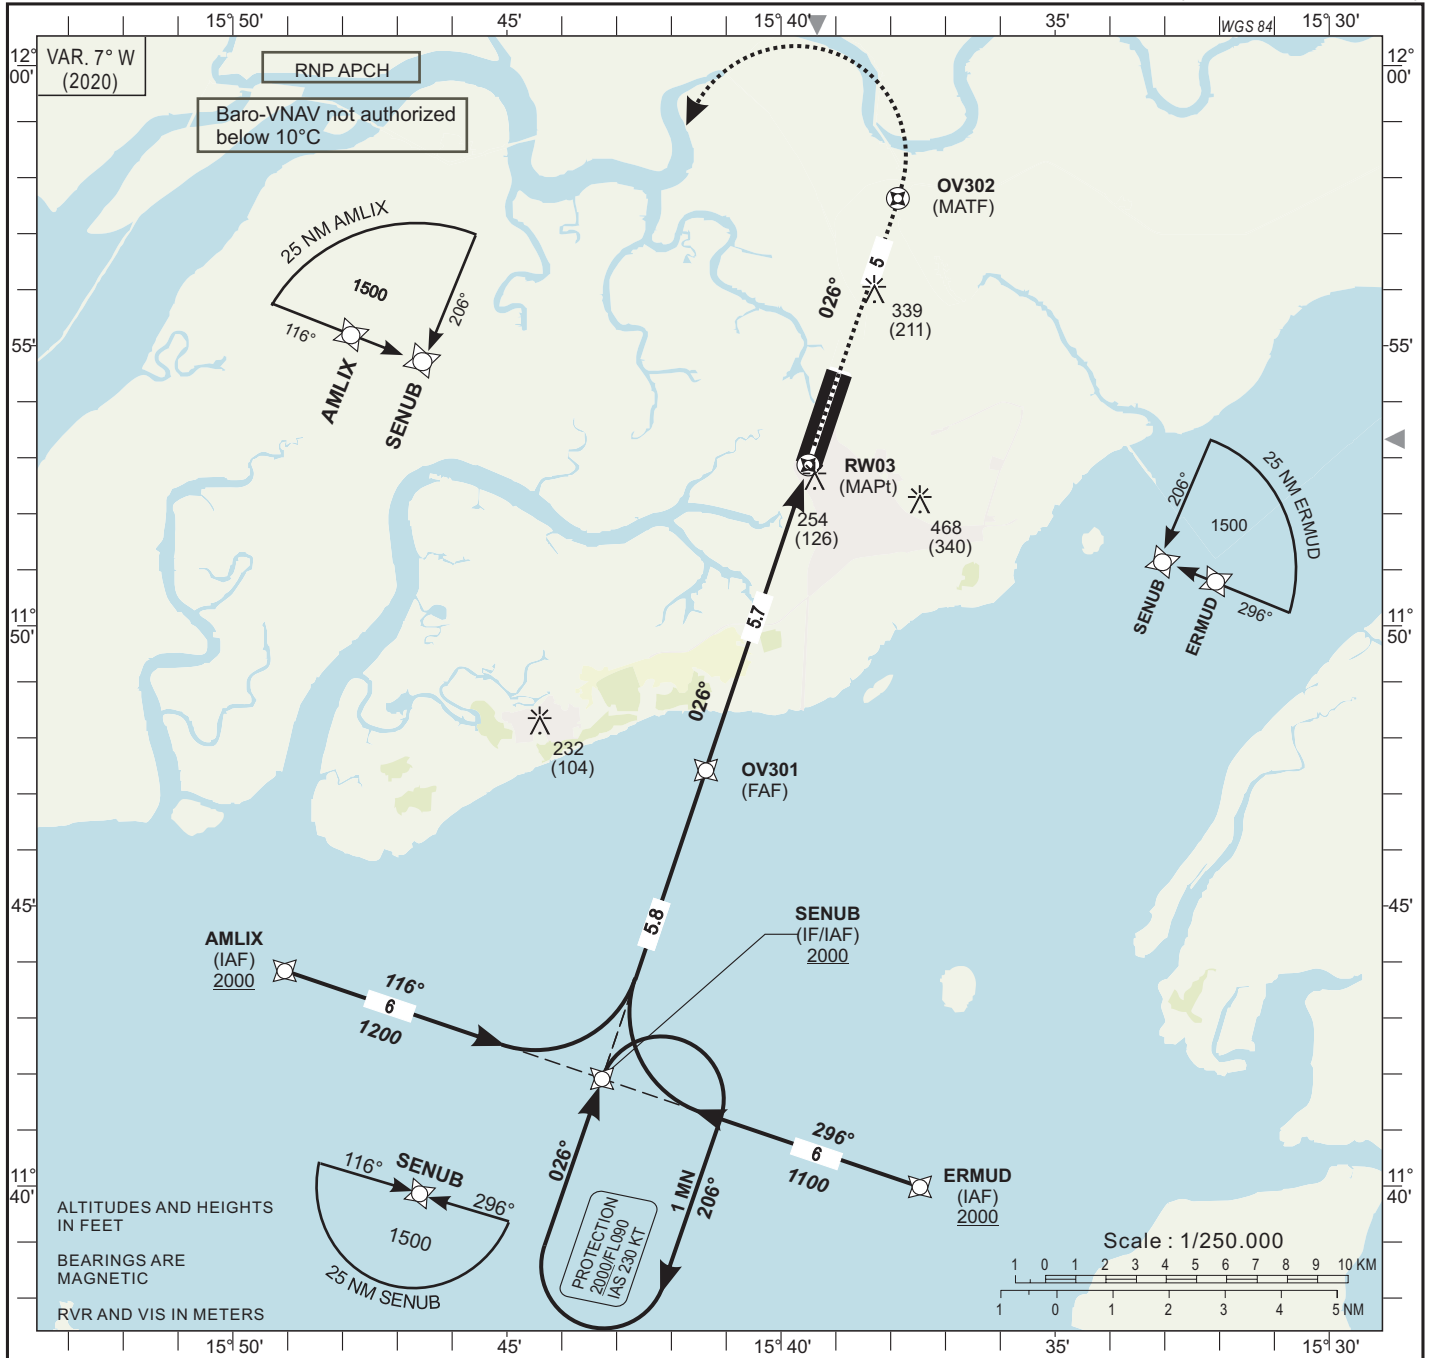 15° 50'
45'
15° 40'
35'
15° 30'
WGS 84
12°
00'
VAR. 7° W
(2020)
RNP APCH
12°
00'
Baro-VNAV not authorized
below 10°C
OV302
(MATF)
25 NM AMLIX
1500
116°
206°
AMLIX
SENUB
5
026°
339
(211)
55'
55'
RW03
(MAPt)
254
(126)
468
(340)
25 NM ERMUD
206°
1500
SENUB
ERMUD
296°
11°
50'
11°
50'
5.7
026°
232
(104)
OV301
(FAF)
45'
45'
5.8
SENUB
(IF/IAF)
2000
AMLIX
(IAF)
2000
116°
6
1200
296°
6
1100
ERMUD
(IAF)
2000
026°
1 MN
206°
PROTECTION
2000/FL090
IAS 230 KT
116°
SENUB
296°
1500
25 NM SENUB
11°
40'
11°
40'
ALTITUDES AND HEIGHTS
IN FEET
BEARINGS ARE
MAGNETIC
RVR AND VIS IN METERS
Scale : 1/250.000
1 0 1 2 3 4 5 6 7 8 9 10 KM
1 0 1 2 3 4 5 NM
15° 50'
45'
15° 40'
35'
15° 30'